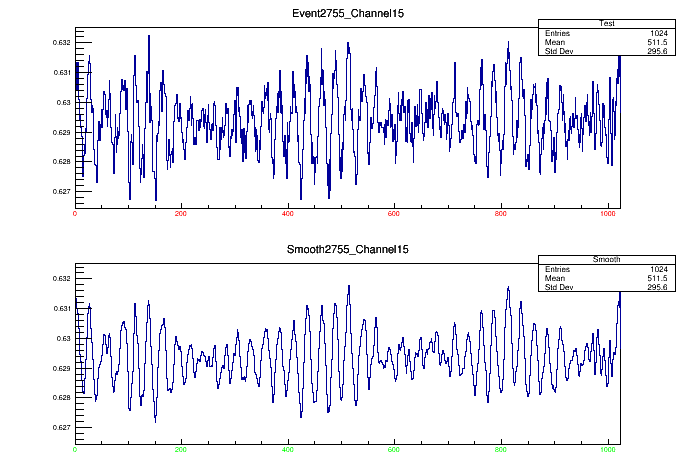 Event2755_Channel15
Test
Entries 1024
Mean 511.5
Std Dev 295.6
0.632
0.631
0.63
0.629
0.628
0.627
0 200 400 600 800 1000
Smooth2755_Channel15
Smooth
Entries 1024
Mean 511.5
Std Dev 295.6
0.632
0.631
0.63
0.629
0.628
0.627
0 200 400 600 800 1000